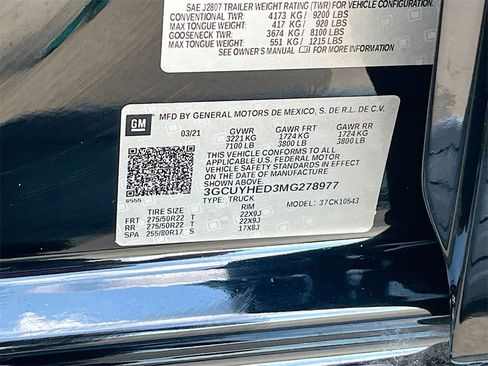 SAE J2807 TRAILER WEIGHT RATING (TWR) FOR VEHICLE CONFIGURATION.
CONVENTIONAL TWR: 4173 KG / 9200 LBS
MAX TONGUE WEIGHT: 417 KG / 920 LBS
GOOSENECK TWR: 3674 KG / 8100 LBS
MAX TONGUE WEIGHT: 551 KG / 1215 LBS
SEE OWNER'S MANUAL FOR MORE INFORMATION
GM
MFD BY GENERAL MOTORS DE MEXICO, S. DE R.L. DE C.V.
03/21 GVWR GAWR FRT GAWR RR
3221 KG 1724 KG 1724 KG
7100 LB 3800 LB 3800 LB
THIS VEHICLE CONFORMS TO ALL APPLICABLE
U.S. FEDERAL MOTOR
VEHICLE SAFETY
STANDARDS IN EFFECT ON THE DATE OF
MANUFACTURE SHOWN ABOVE.
3GCUYHED3MG278977
TYPE: TRUCK MODEL: 37CK10543
TIRE SIZE RIM
FRT 275/50R22 T 22X9J
RR 275/50R22 T 22X9J
SPA 255/80R17 S 17X8J